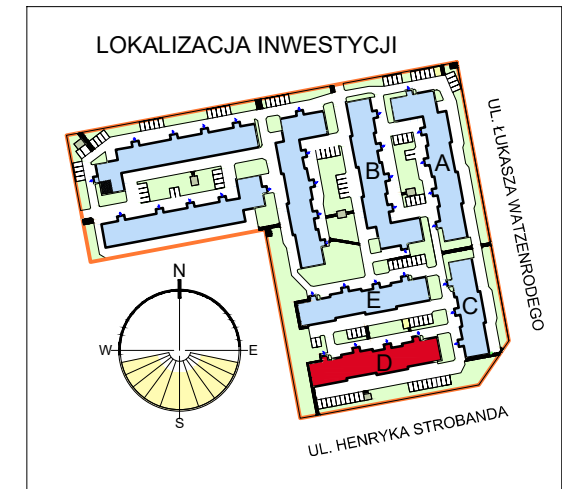 LOKALIZACJA INWESTYCJI
UL. ŁUKASZA WATZENRODEGO
A
B
N
W
E
S
E
C
D
UL. HENRYKA STROBANDA